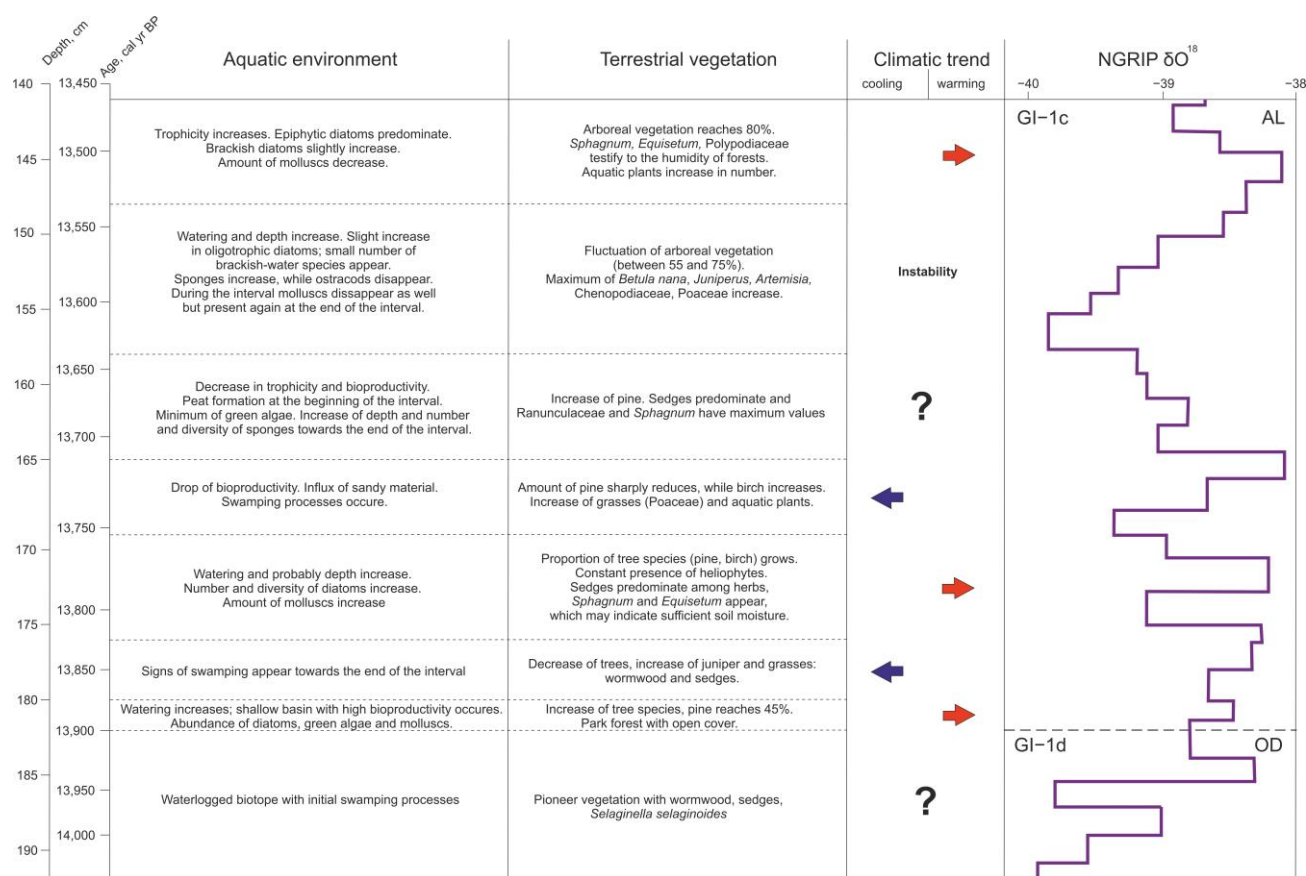 Depth, cm
Age, cal yr BP
Aquatic environment
Terrestrial vegetation
Climatic trend
cooling
warming
NGRIP δO18
−40
−39
−38
140
145
150
155
160
165
170
175
180
185
190
13,450
13,500
13,550
13,600
13,650
13,700
13,750
13,800
13,850
13,900
13,950
14,000
Trophicity increases. Epiphytic diatoms predominate.
Brackish diatoms slightly increase.
Amount of molluscs decrease.
Arboreal vegetation reaches 80%.
Sphagnum, Equisetum, Polypodiaceae
testify to the humidity of forests.
Aquatic plants increase in number.
GI−1c
AL
Watering and depth increase. Slight increase
in oligotrophic diatoms; small number of
brackish-water species appear.
Sponges increase, while ostracods disappear.
During the interval molluscs dissappear as well
but present again at the end of the interval.
Fluctuation of arboreal vegetation
(between 55 and 75%).
Maximum of Betula nana, Juniperus, Artemisia,
Chenopodiaceae, Poaceae increase.
Instability
Decrease in trophicity and bioproductivity.
Peat formation at the beginning of the interval.
Minimum of green algae. Increase of depth and number
and diversity of sponges towards the end of the interval.
Increase of pine. Sedges predominate and
Ranunculaceae and Sphagnum have maximum values
?
Drop of bioproductivity. Influx of sandy material.
Swamping processes occure.
Amount of pine sharply reduces, while birch increases.
Increase of grasses (Poaceae) and aquatic plants.
Watering and probably depth increase.
Number and diversity of diatoms increase.
Amount of molluscs increase
Proportion of tree species (pine, birch) grows.
Constant presence of heliophytes.
Sedges predominate among herbs,
Sphagnum and Equisetum appear,
which may indicate sufficient soil moisture.
Signs of swamping appear towards the end of the interval
Decrease of trees, increase of juniper and grasses:
wormwood and sedges.
Watering increases; shallow basin with high bioproductivity occures.
Abundance of diatoms, green algae and molluscs.
Increase of tree species, pine reaches 45%.
Park forest with open cover.
GI−1d
OD
Waterlogged biotope with initial swamping processes
Pioneer vegetation with wormwood, sedges,
Selaginella selaginoides
?